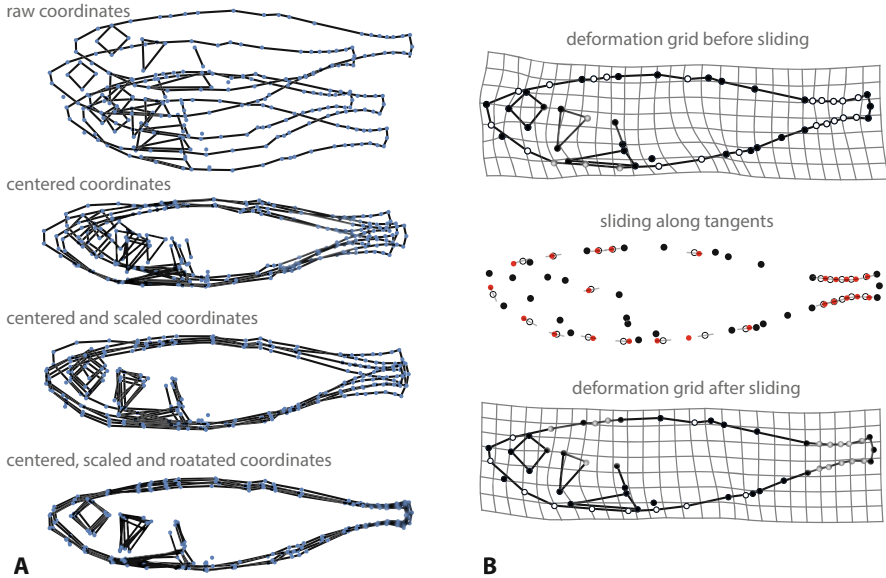 raw coordinates
centered coordinates
centered and scaled coordinates
centered, scaled and roatated coordinates
A
deformation grid before sliding
sliding along tangents
deformation grid after sliding
B